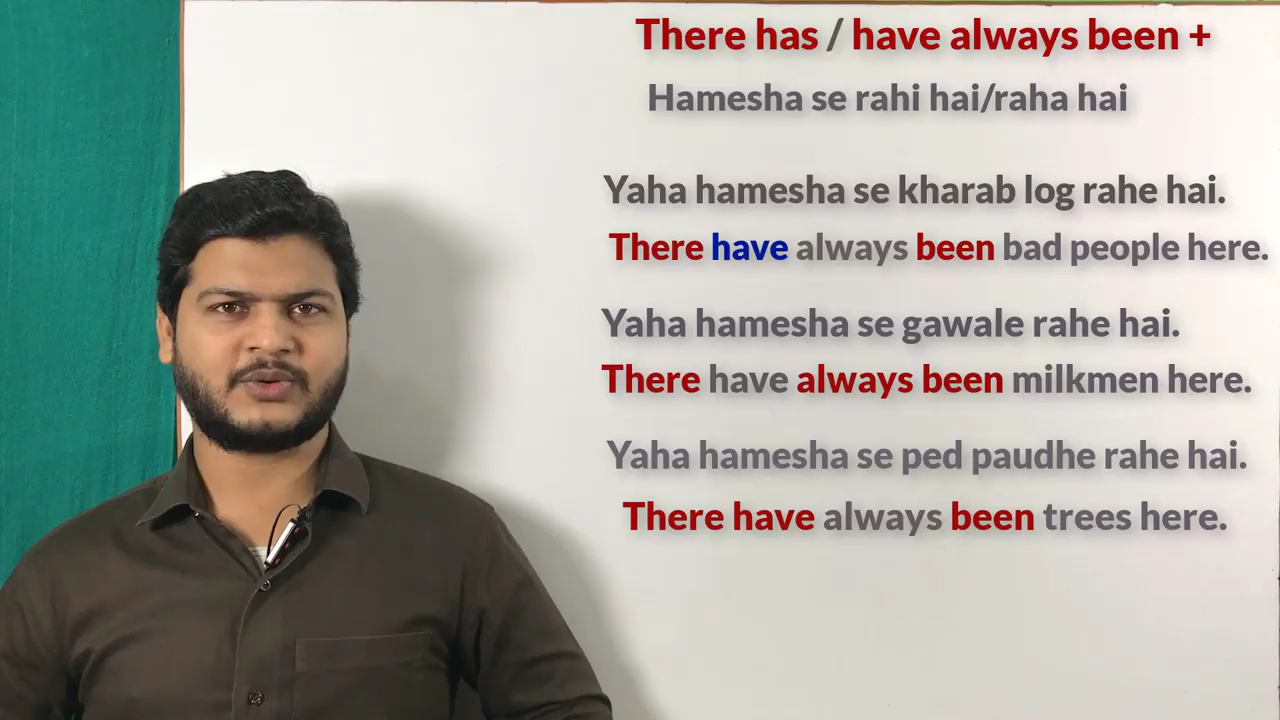 There has / have always been +
Hamesha se rahi hai/raha hai
Yaha hamesha se kharab log rahe hai.
There have always been bad people here.
Yaha hamesha se gawale rahe hai.
There have always been milkmen here.
Yaha hamesha se ped paudhe rahe hai.
There have always been trees here.